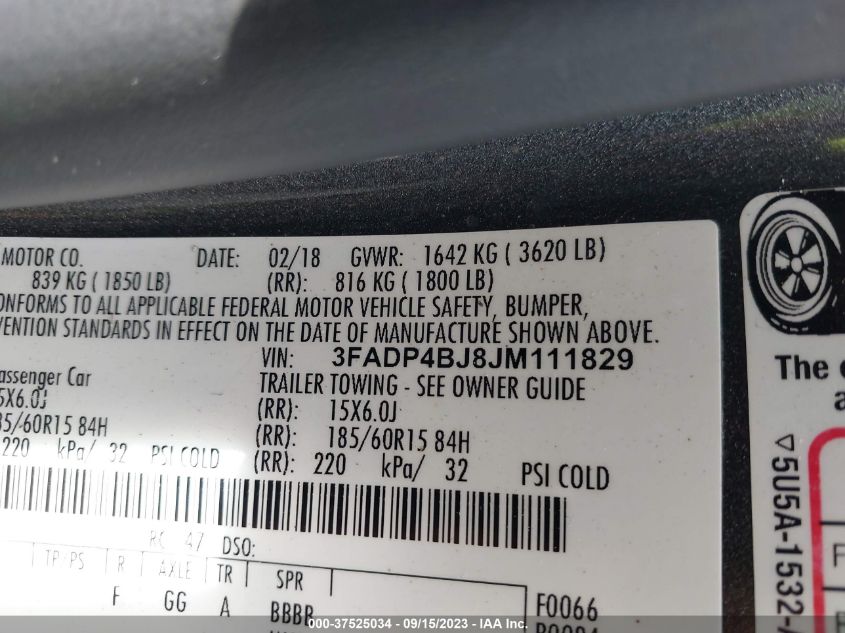 MOTOR CO. DATE: 02/18 GVWR: 1642 KG ( 3620 LB)
839 KG ( 1850 LB) (RR): 816 KG ( 1800 LB)
ONFORMS TO ALL APPLICABLE FEDERAL MOTOR VEHICLE SAFETY, BUMPER,
VENTION STANDARDS IN EFFECT ON THE DATE OF MANUFACTURE SHOWN ABOVE.
VIN: 3FADP4BJ8JM111829
assenger Car TRAILER TOWING - SEE OWNER GUIDE
5X6.0J (RR): 15X6.0J
85/60R15 84H (RR): 185/60R15 84H
220 kPa/ 32 PSI COLD (RR): 220 kPa/ 32 PSI COLD
RC: 47 DSO:
TP/PS R AXLE TR SPR
F GG A BBBB F0066
The
5U5A-1532-
000-37525034 - 09/15/2023 - IAA Inc.